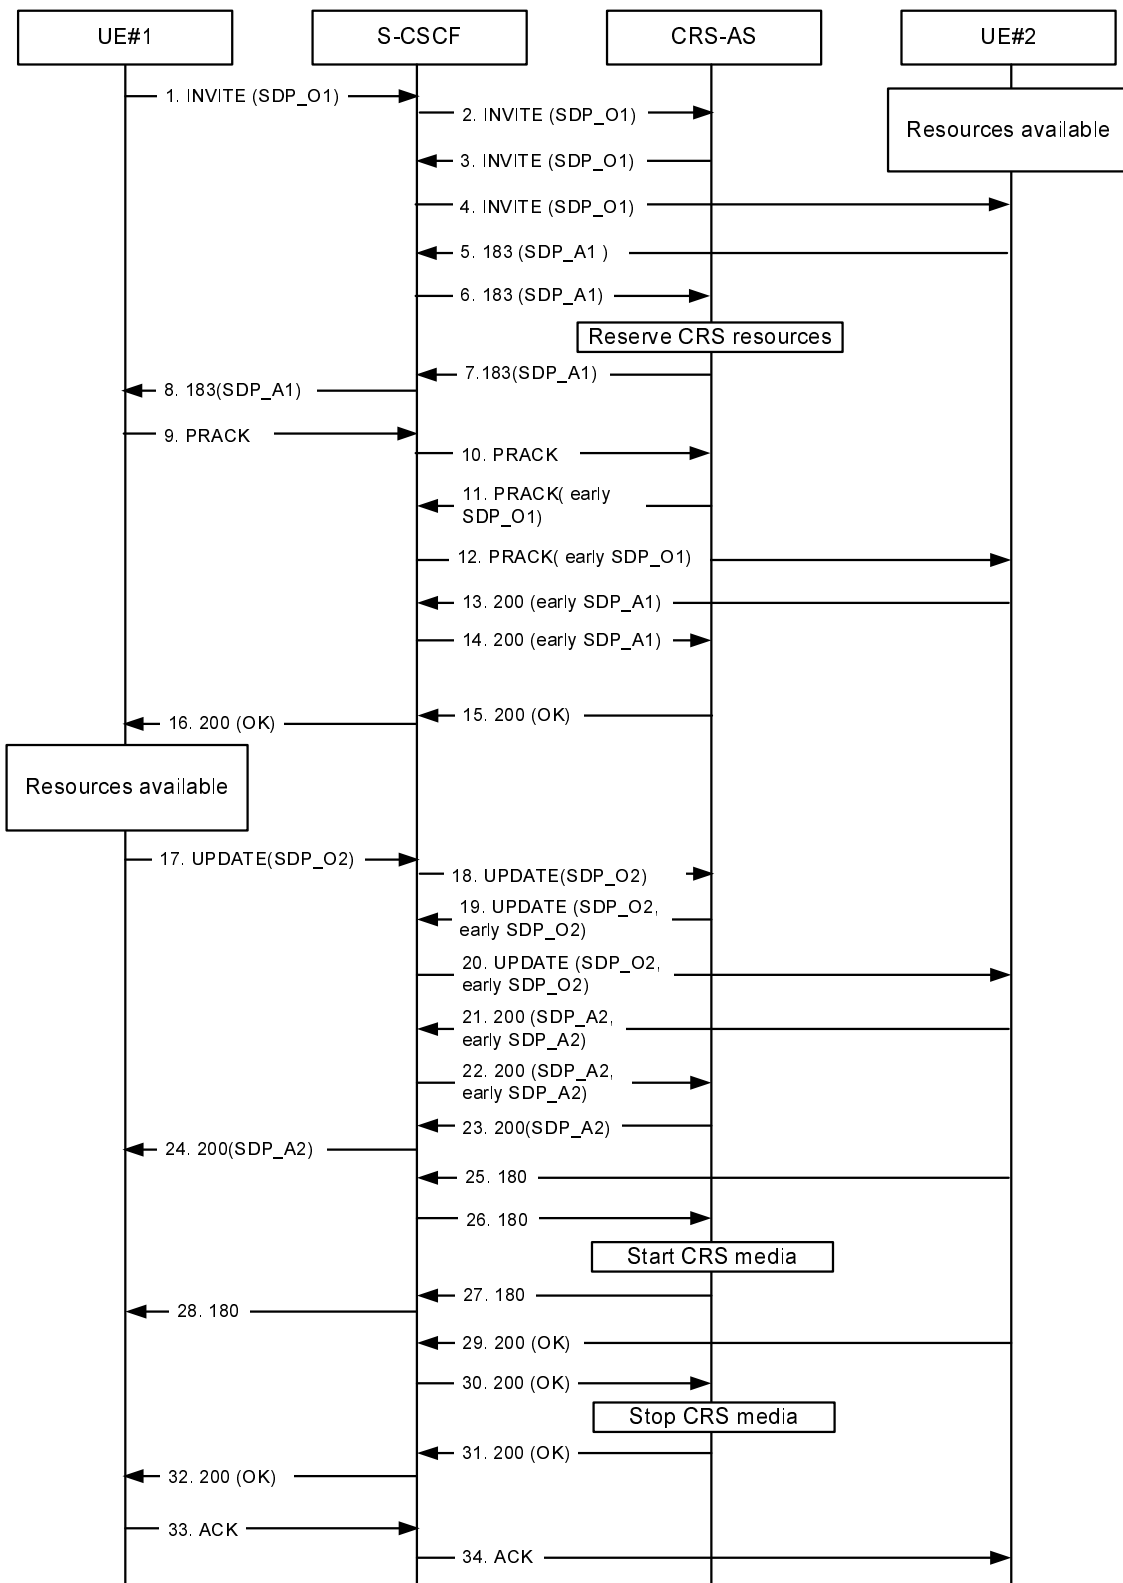 UE#1
S-CSCF
CRS-AS
UE#2
1. INVITE (SDP_O1)
Resources available
2. INVITE (SDP_O1)
3. INVITE (SDP_O1)
4. INVITE (SDP_O1)
5. 183 (SDP_A1 )
6. 183 (SDP_A1)
Reserve CRS resources
7.183(SDP_A1)
8. 183(SDP_A1)
9. PRACK
10. PRACK
11. PRACK( early
SDP_O1)
12. PRACK( early SDP_O1)
13. 200 (early SDP_A1)
14. 200 (early SDP_A1)
15. 200 (OK)
16. 200 (OK)
Resources available
17. UPDATE(SDP_O2)
18. UPDATE(SDP_O2)
19. UPDATE (SDP_O2,
early SDP_O2)
20. UPDATE (SDP_O2,
early SDP_O2)
21. 200 (SDP_A2,
early SDP_A2)
22. 200 (SDP_A2,
early SDP_A2)
23. 200(SDP_A2)
24. 200(SDP_A2)
25. 180
26. 180
Start CRS media
27. 180
28. 180
29. 200 (OK)
30. 200 (OK)
Stop CRS media
31. 200 (OK)
32. 200 (OK)
33. ACK
34. ACK